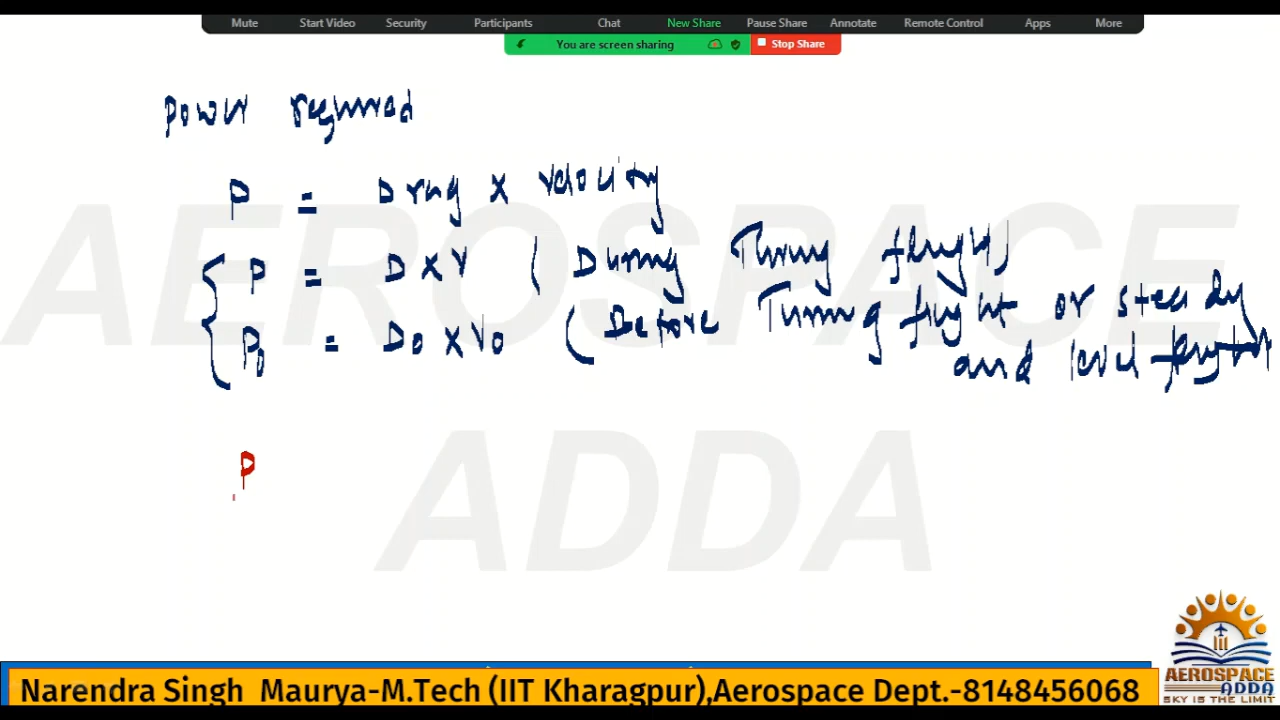 Mute Start Video Security Participants Chat New Share Pause Share Annotate Remote Control Apps More
You are screen sharing Stop Share
Power required
P = Drag X velocity
P = D X V ( During Turning flight)
P0 = D0 X V0 ( Before Turning flight or steady
and level flight
P
AEROSPACE
ADDA
AEROSPACE
ADDA
SKY IS THE LIMIT
Narendra Singh Maurya-M.Tech (IIT Kharagpur),Aerospace Dept.-8148456068